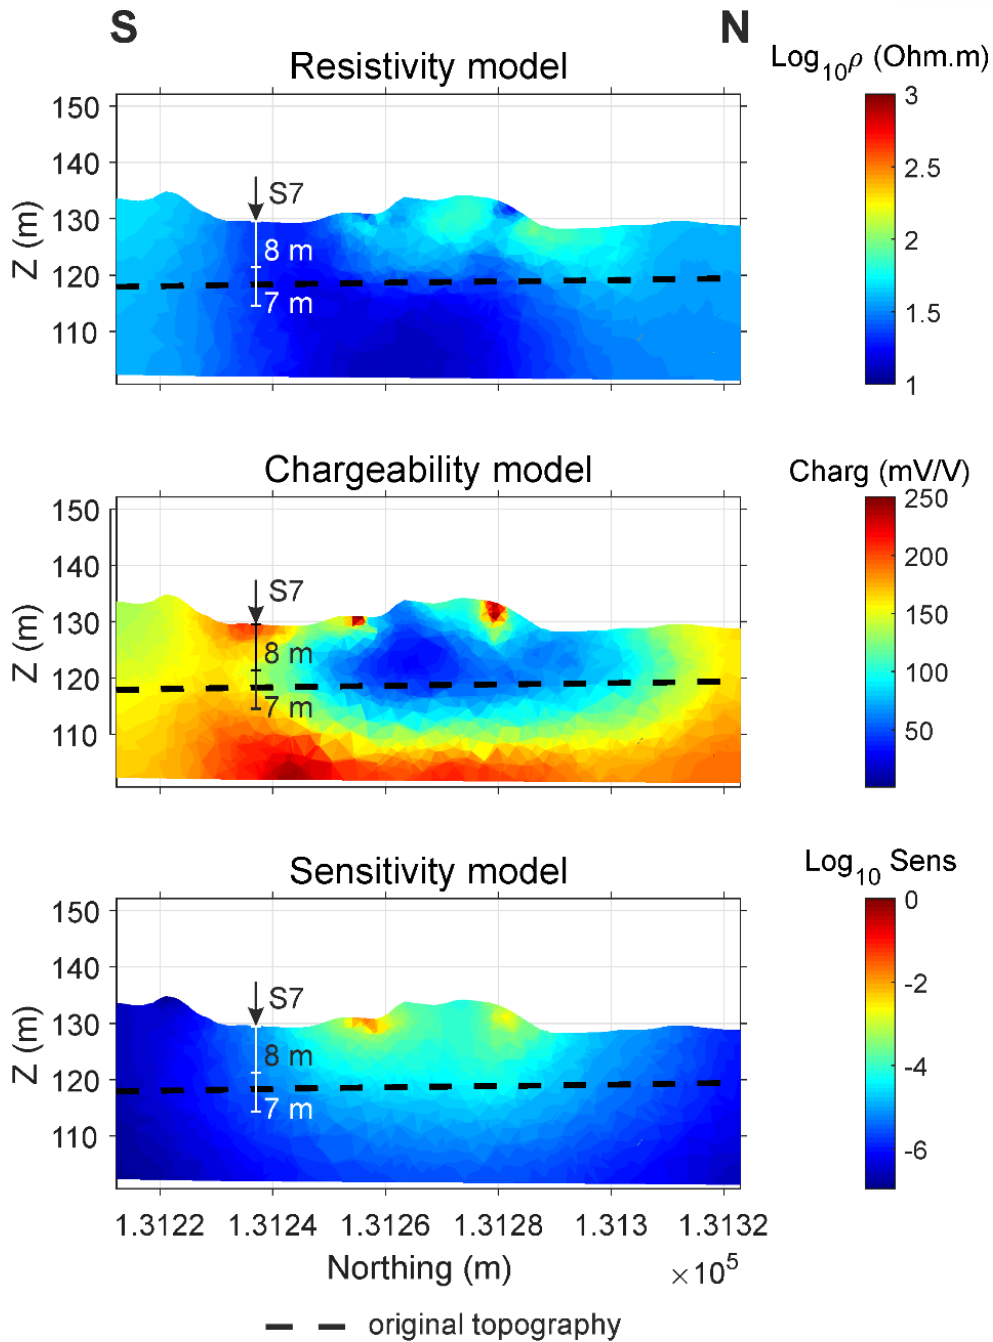 S N
Resistivity model
Log₁₀ρ (Ohm.m)
150
140
130
120
110
Z (m)
S7
8 m
7 m
3
2.5
2
1.5
1
Chargeability model
Charg (mV/V)
150
140
130
120
110
Z (m)
S7
8 m
7 m
250
200
150
100
50
Sensitivity model
Log₁₀ Sens
150
140
130
120
110
Z (m)
S7
8 m
7 m
0
-2
-4
-6
1.3122 1.3124 1.3126 1.3128 1.313 1.3132
Northing (m)
×10⁵
original topography